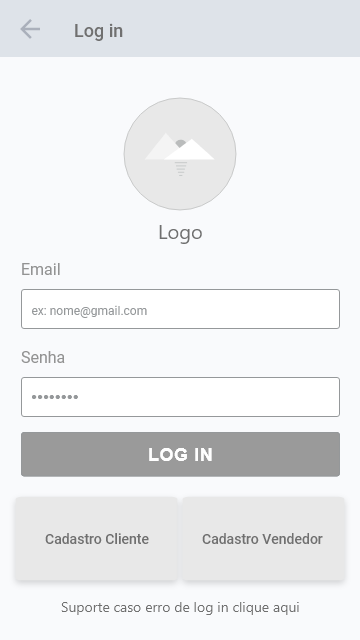 Log in
Logo
Email
ex: nome@gmail.com
Senha
••••••••
LOG IN
Cadastro Cliente
Cadastro Vendedor
Suporte caso erro de log in clique aqui